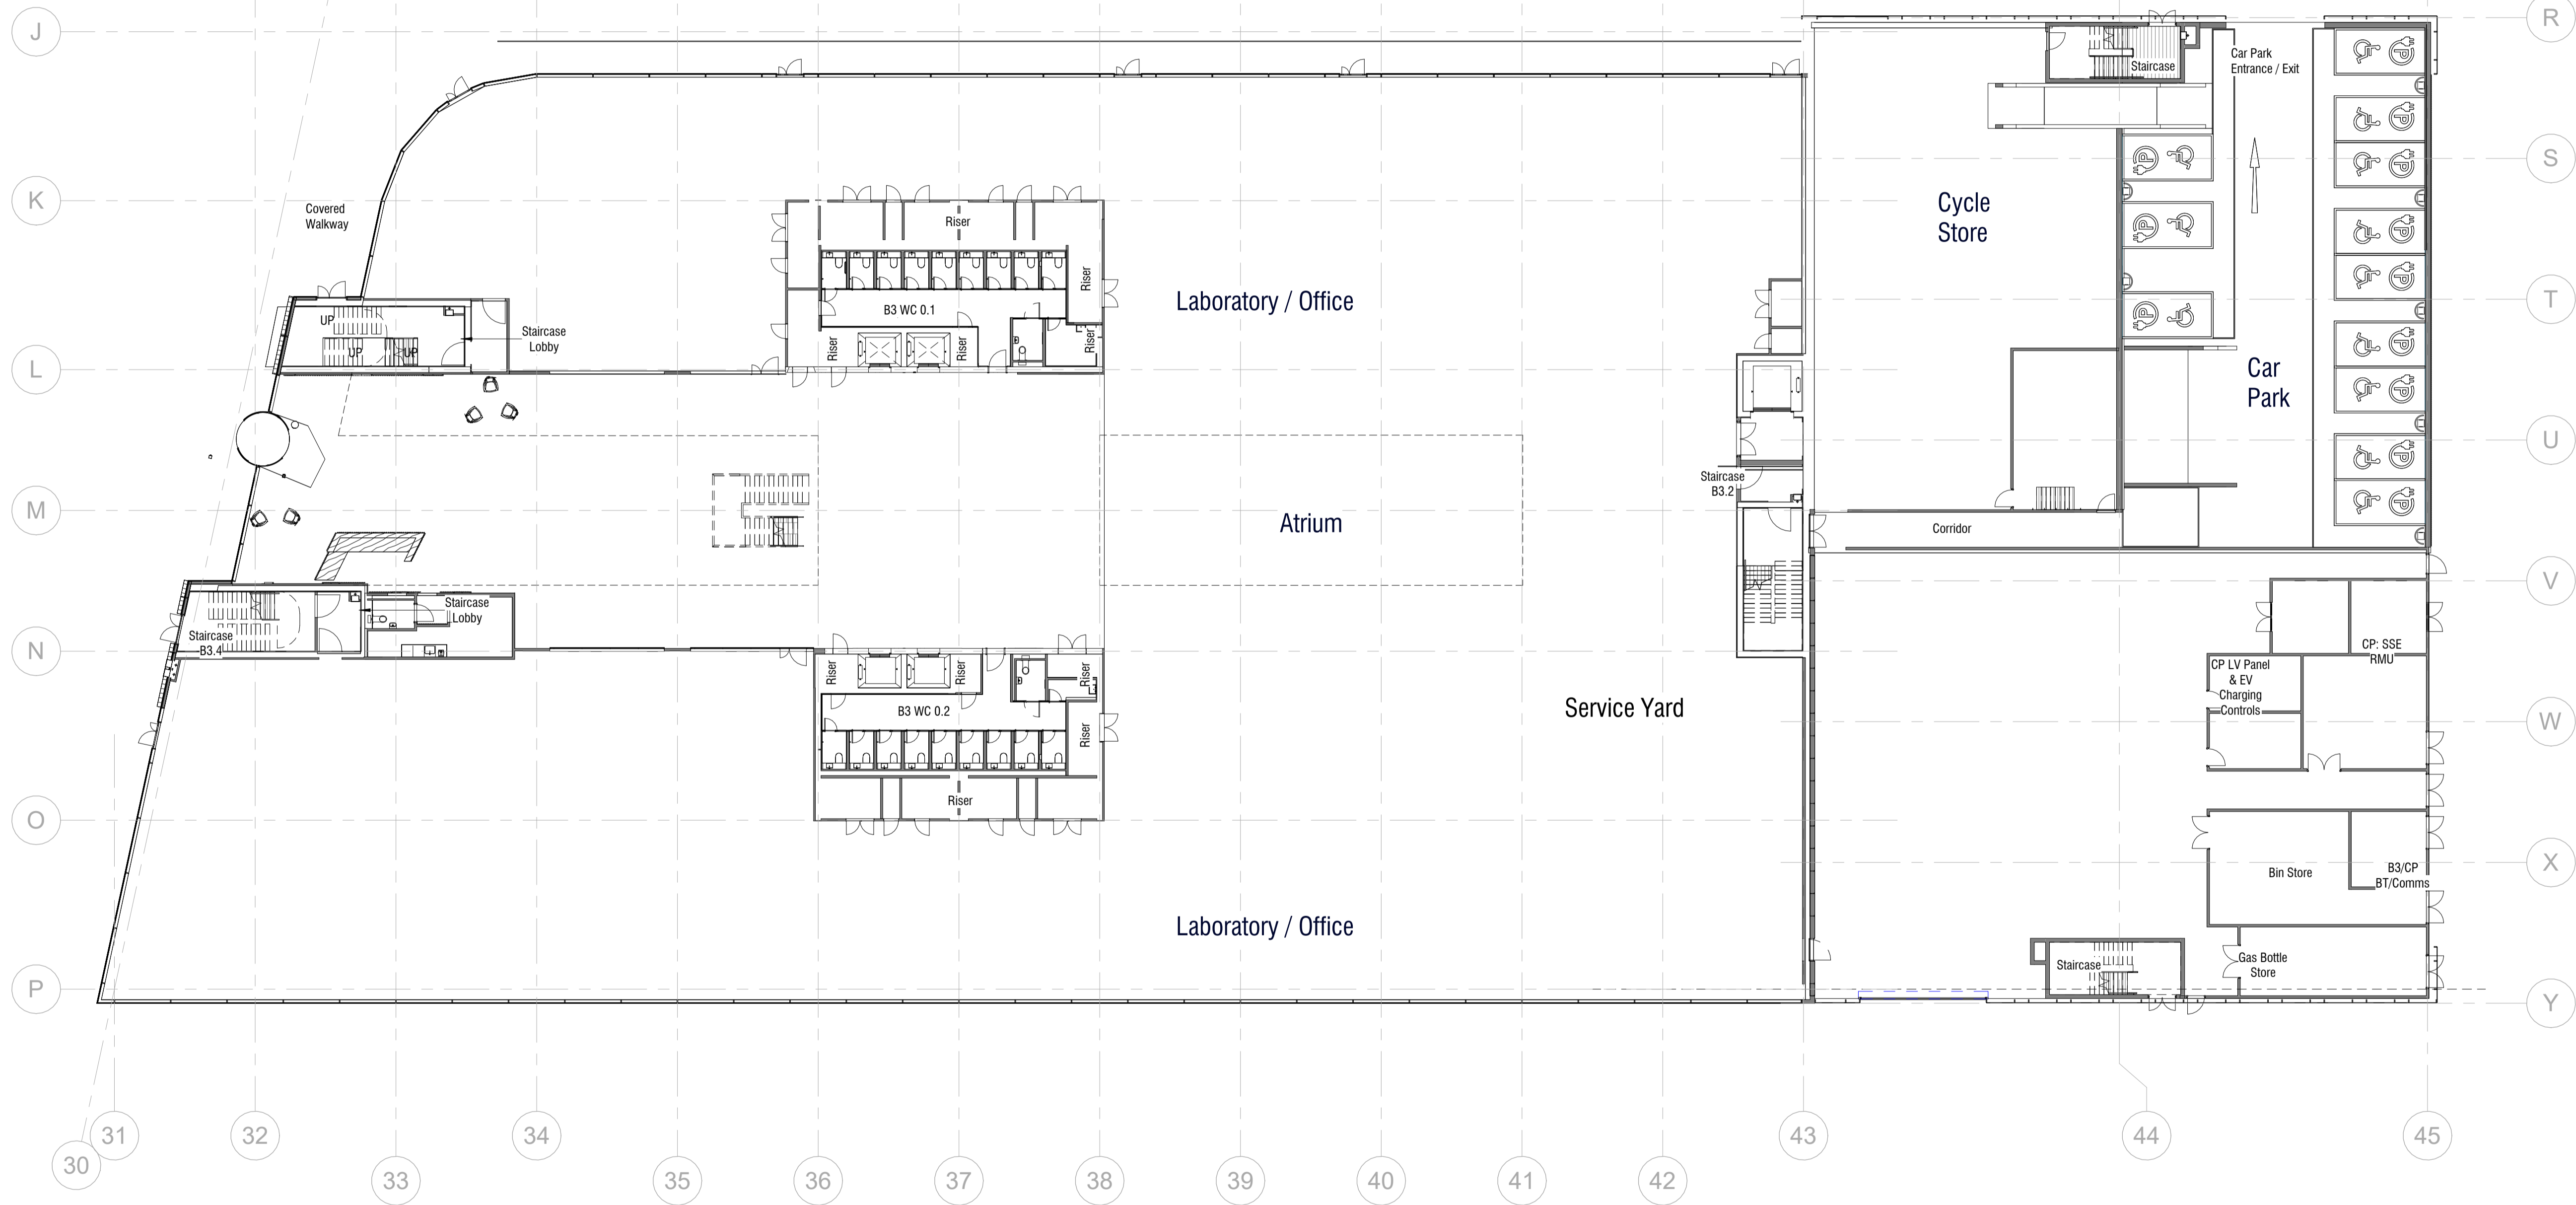 J
R
Car Park
Entrance / Exit
Staircase
S
K
Covered
Walkway
Riser
Cycle
Store
Riser
Laboratory / Office
T
B3 WC 0.1
UP
UP
UP
Staircase
Lobby
Riser
Riser
Riser
L
Car
Park
U
Staircase
B3.2
M
Atrium
Corridor
V
Staircase
Lobby
Staircase
B3.4
N
CP: SSE
RMU
Riser
Riser
Riser
CP LV Panel
& EV
Charging
Controls
B3 WC 0.2
Service Yard
W
Riser
Riser
O
X
Bin Store
B3/CP
BT/Comms
Laboratory / Office
Staircase
Gas Bottle
Store
P
Y
31
32
34
43
44
45
30
33
35
36
37
38
39
40
41
42
P
P
P
P
P
P
P
P
P
P
P
P